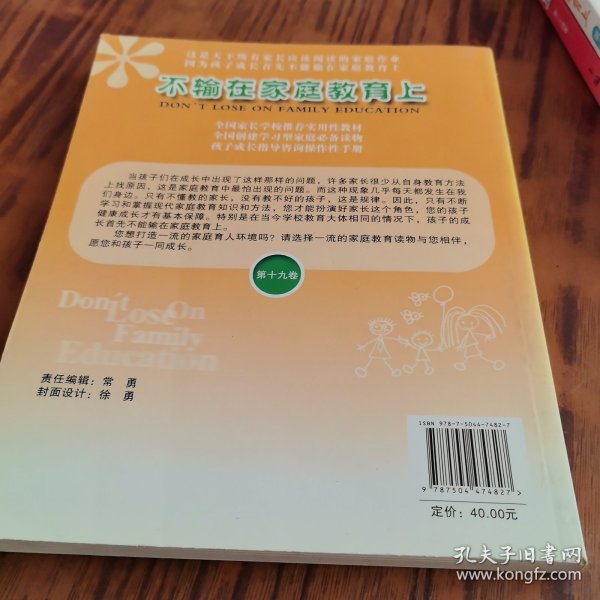 这是天下所有家长应该阅读的家庭作业
因为孩子成长首先不能输在家庭教育上
不输在家庭教育上
DON'T LOSE ON FAMILY EDUCATION
全国家长学校推荐实用性教材
全国创建学习型家庭必备读物
孩子成长指导咨询操作性手册
当孩子们在成长中出现了这样那样的问题，许多家长很少从自身教育方法
上找原因，这是家庭教育中最怕出现的问题。而这种现象几乎每天都发生在我
们身边。只有不懂教的家长，没有教不好的孩子，这是规律。因此，只有不断
学习和掌握现代家庭教育知识和方法，您才能扮演好家长这个角色，您的孩子
健康成长才有基本保障。特别是在当今学校教育大体相同的情况下，孩子的成
长首先不能输在家庭教育上。
您想打造一流的家庭育人环境吗？请选择一流的家庭教育读物与您相伴，
愿您和孩子一同成长。
第十九卷
Don't
Lose On
Family
Education
责任编辑：常 勇
封面设计：徐 勇
ISBN 978-7-5044-7482-7
9 787504 474827>
定价：40.00元
孔夫子旧书网
www.kongfz.com